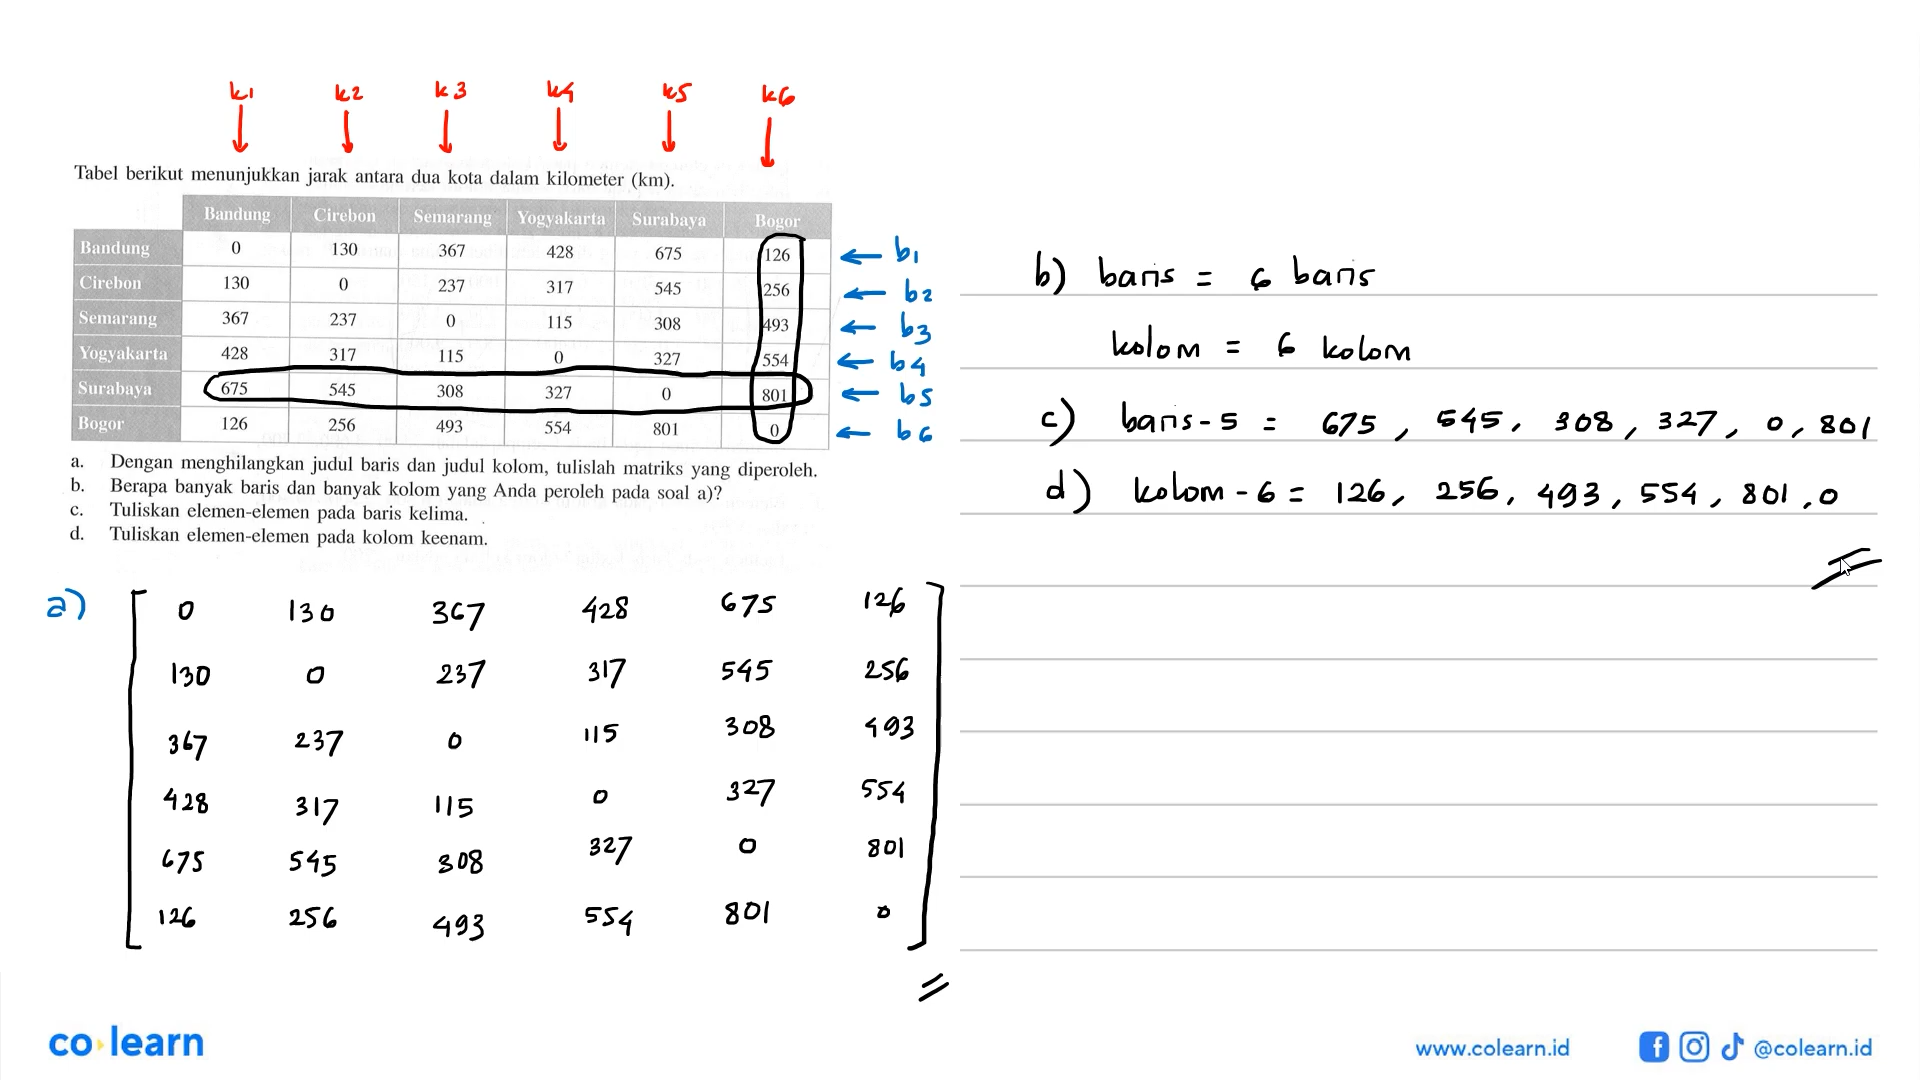 k1 k2 k3 k4 k5 k6
Tabel berikut menunjukkan jarak antara dua kota dalam kilometer (km).
Bandung Cirebon Semarang Yogyakarta Surabaya Bogor
Bandung 0 130 367 428 675 126 ← b1
Cirebon 130 0 237 317 545 256 ← b2
Semarang 367 237 0 115 308 493 ← b3
Yogyakarta 428 317 115 0 327 554 ← b4
Surabaya 675 545 308 327 0 801 ← b5
Bogor 126 256 493 554 801 0 ← b6
a. Dengan menghilangkan judul baris dan judul kolom, tulislah matriks yang diperoleh.
b. Berapa banyak baris dan banyak kolom yang Anda peroleh pada soal a)?
c. Tuliskan elemen-elemen pada baris kelima.
d. Tuliskan elemen-elemen pada kolom keenam.
a) 0 130 367 428 675 126
130 0 237 317 545 256
367 237 0 115 308 493
428 317 115 0 327 554
675 545 308 327 0 801
126 256 493 554 801 0
b) baris = 6 baris
kolom = 6 kolom
c) baris-5 = 675, 545, 308, 327, 0, 801
d) kolom-6 = 126, 256, 493, 554, 801, 0
co learn
www.colearn.id @colearn.id